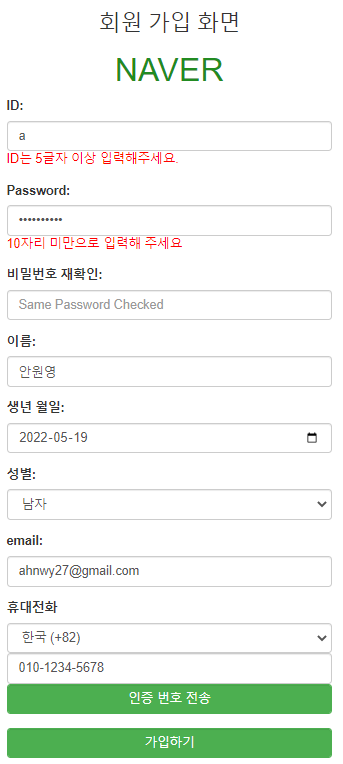 회원 가입 화면
NAVER
ID:
a
ID는 5글자 이상 입력해주세요.
Password:
••••••••••
10자리 미만으로 입력해 주세요
비밀번호 재확인:
Same Password Checked
이름:
안원영
생년 월일:
2022-05-19
성별:
남자
email:
ahnwy27@gmail.com
휴대전화
한국 (+82)
010-1234-5678
인증 번호 전송
가입하기